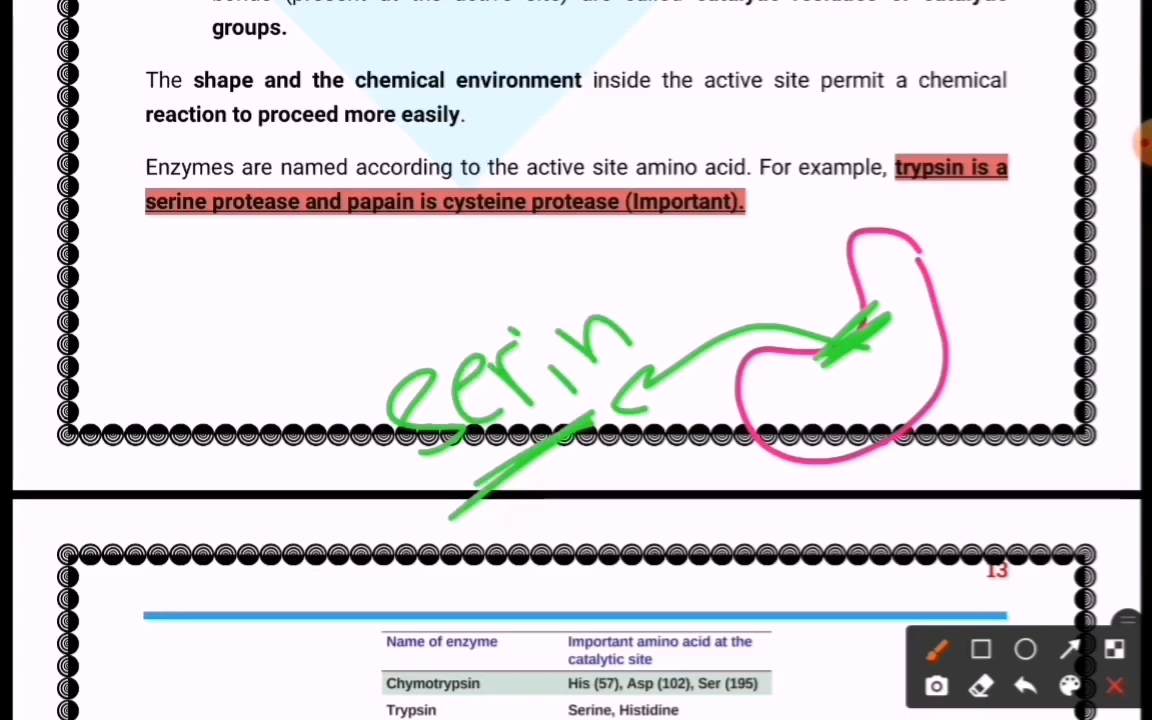 groups.
The shape and the chemical environment inside the active site permit a chemical
reaction to proceed more easily.
Enzymes are named according to the active site amino acid. For example, trypsin is a
serine protease and papain is cysteine protease (Important).
serin
13
Name of enzyme Important amino acid at the
catalytic site
Chymotrypsin His (57), Asp (102), Ser (195)
Trypsin Serine, Histidine